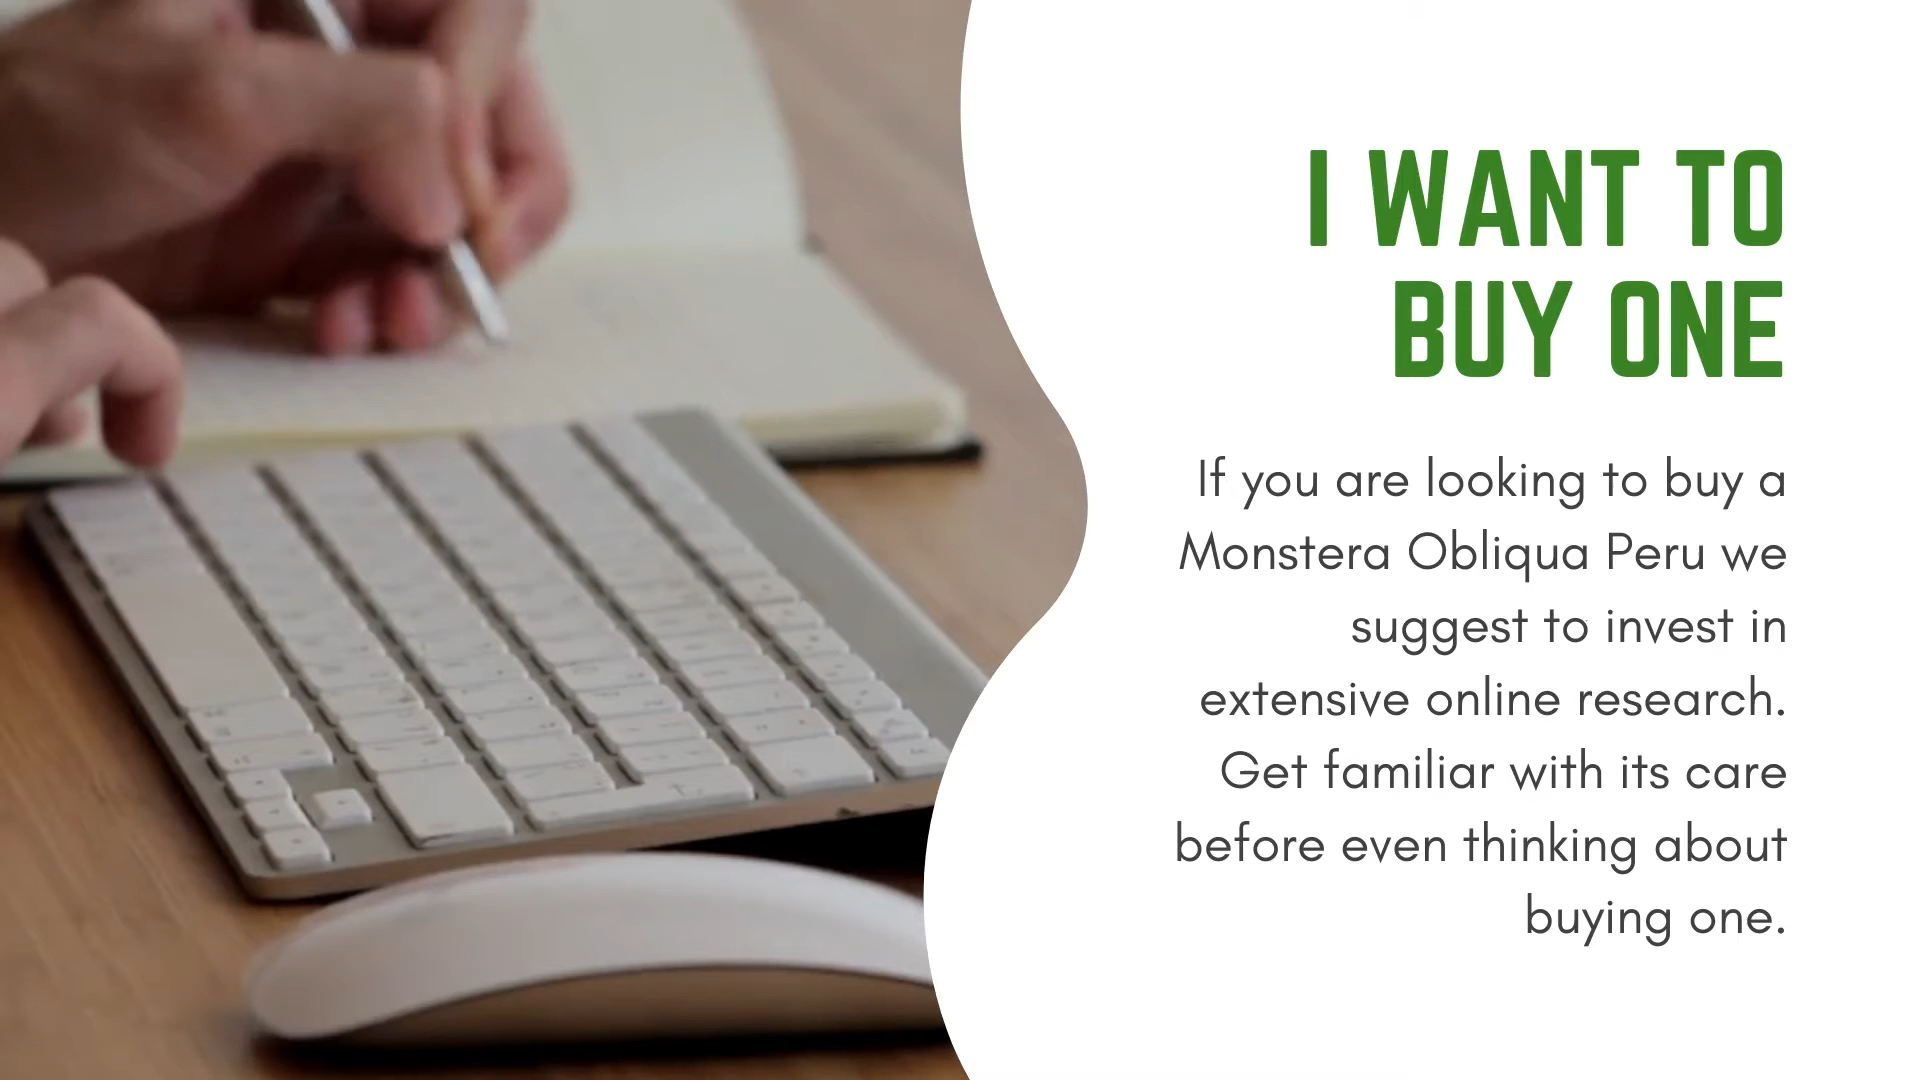 I WANT TO
BUY ONE
If you are looking to buy a
Monstera Obliqua Peru we
suggest to invest in
extensive online research.
Get familiar with its care
before even thinking about
buying one.